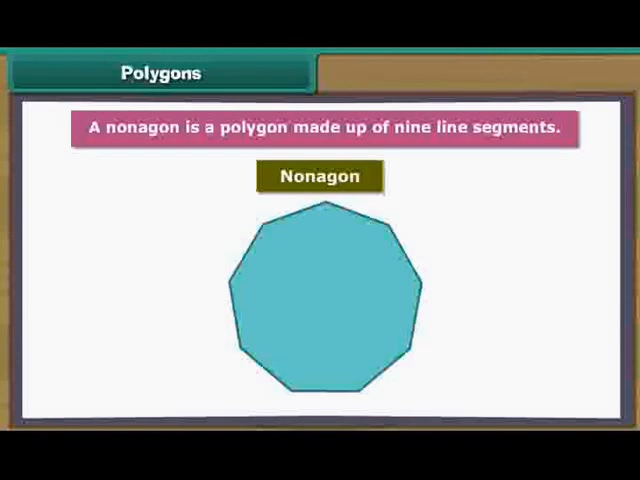 Polygons
A nonagon is a polygon made up of nine line segments.
Nonagon